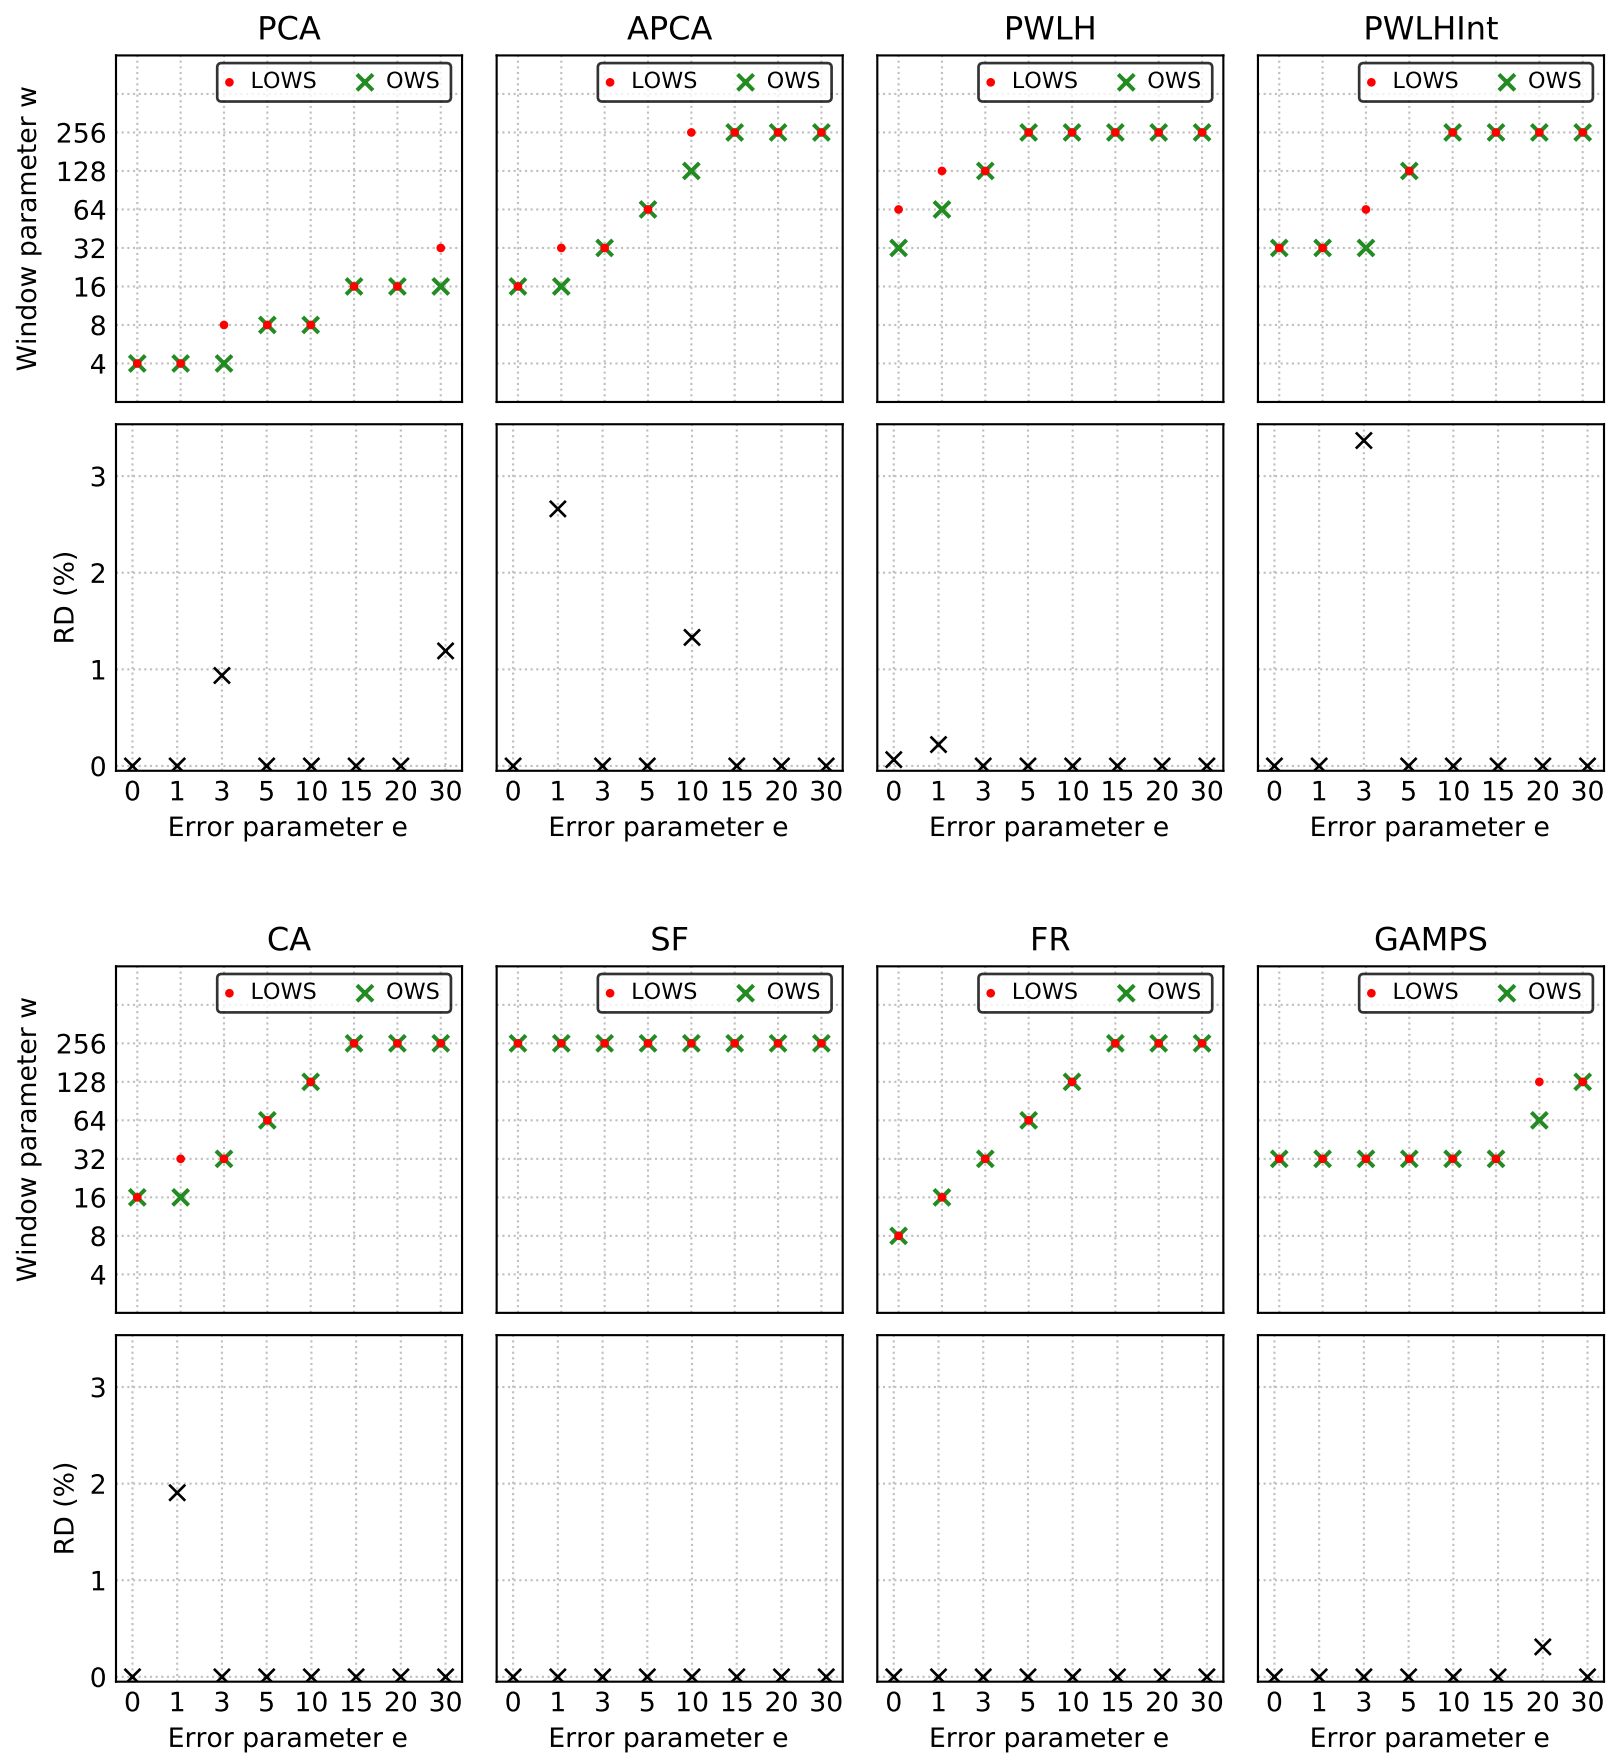 PCA APCA PWLH PWLHInt
LOWS OWS LOWS OWS LOWS OWS LOWS OWS
Window parameter w
256
128
64
32
16
8
4
RD (%)
3
2
1
0
0 1 3 5 10 15 20 30 0 1 3 5 10 15 20 30 0 1 3 5 10 15 20 30 0 1 3 5 10 15 20 30
Error parameter e Error parameter e Error parameter e Error parameter e
CA SF FR GAMPS
LOWS OWS LOWS OWS LOWS OWS LOWS OWS
Window parameter w
256
128
64
32
16
8
4
RD (%)
3
2
1
0
0 1 3 5 10 15 20 30 0 1 3 5 10 15 20 30 0 1 3 5 10 15 20 30 0 1 3 5 10 15 20 30
Error parameter e Error parameter e Error parameter e Error parameter e